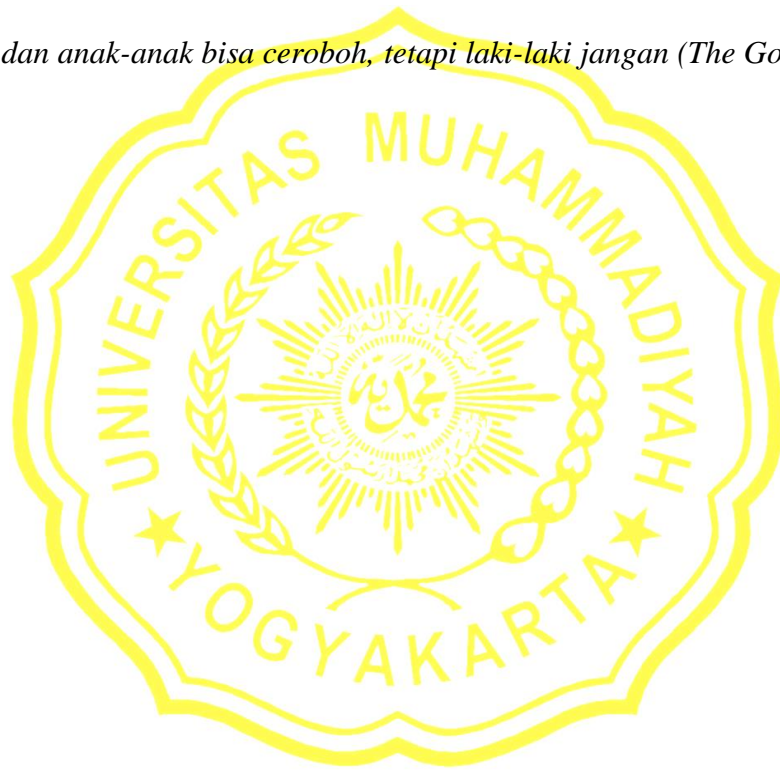 dan anak-anak bisa ceroboh, tetapi laki-laki jangan (The Go
UNIVERSITAS MUHAMMADIYAH
YOGYAKARTA